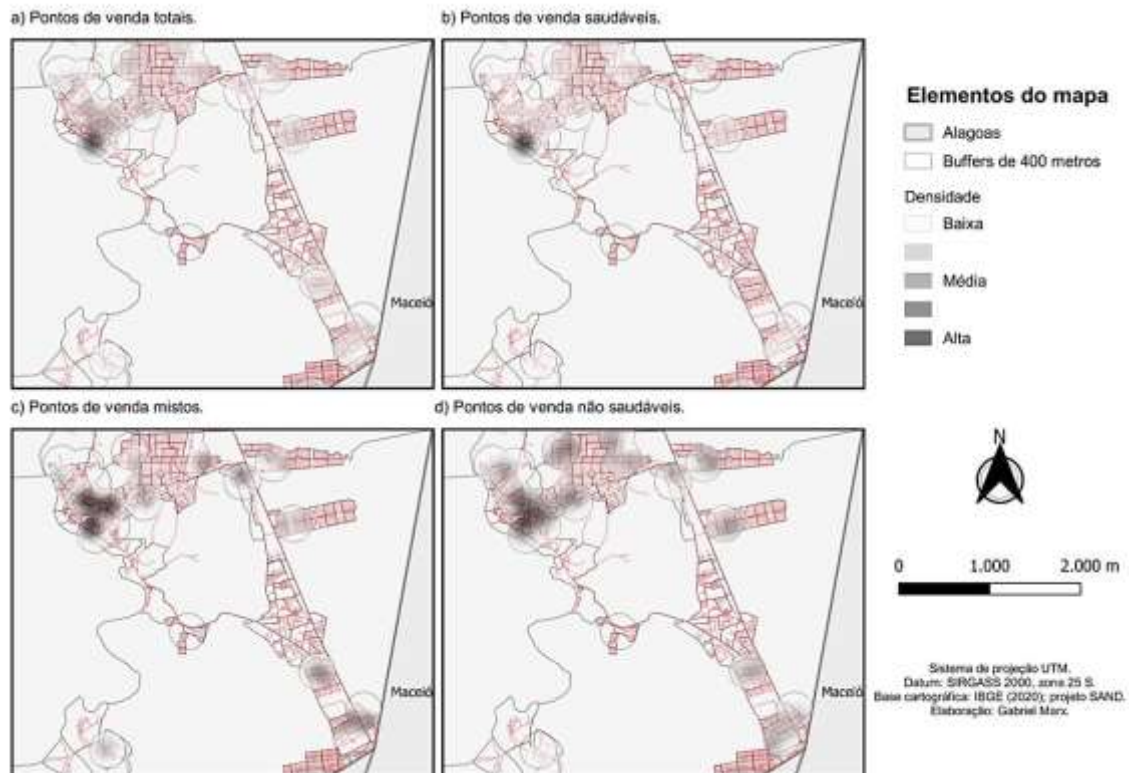 a) Pontos de venda totais.
b) Pontos de venda saudáveis.
Maceió
Maceió
c) Pontos de venda mistos.
d) Pontos de venda não saudáveis.
Maceió
Maceió
Elementos do mapa
Alagoas
Buffers de 400 metros
Densidade
Baixa
Média
Alta
N
0 1.000 2.000 m
Sistema de projeção UTM.
Datum: SIRGASS 2000, zona 25 S.
Base cartográfica: IBGE (2020); projeto SAND.
Elaboração: Gabriel Marx.